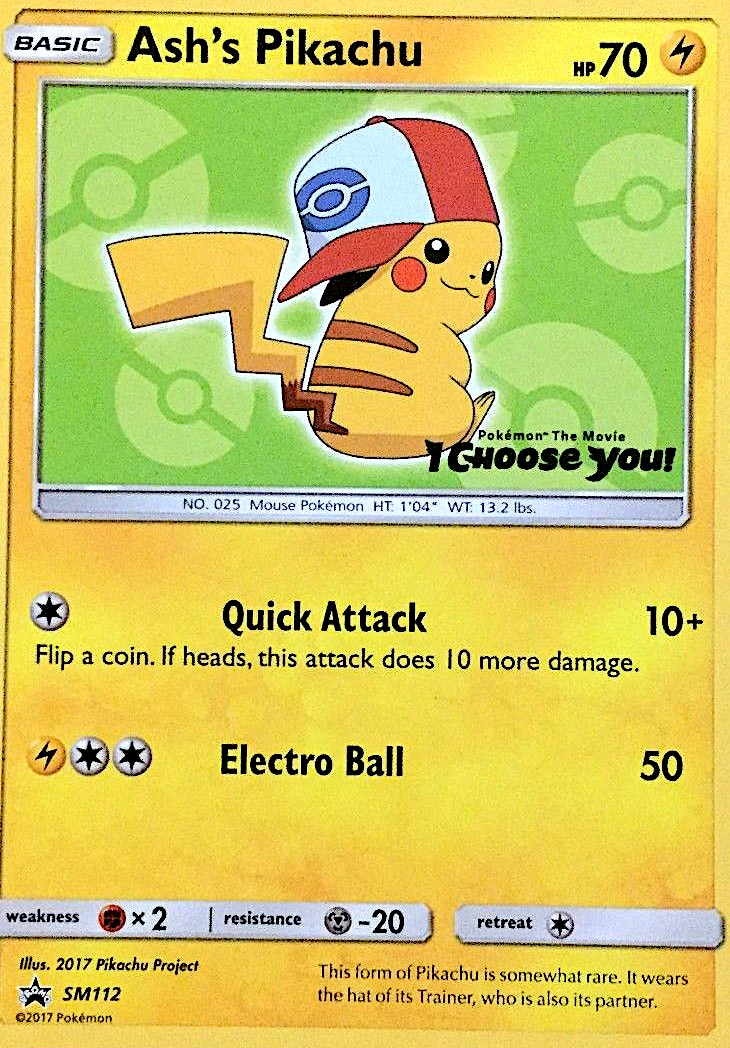 BASIC Ash's Pikachu HP 70
Pokémon™ The Movie
I Choose You!
NO. 025 Mouse Pokémon HT: 1'04" WT: 13.2 lbs.
Quick Attack 10+
Flip a coin. If heads, this attack does 10 more damage.
Electro Ball 50
weakness ×2 resistance -20 retreat
Illus. 2017 Pikachu Project
SM112
©2017 Pokémon
This form of Pikachu is somewhat rare. It wears
the hat of its Trainer, who is also its partner.